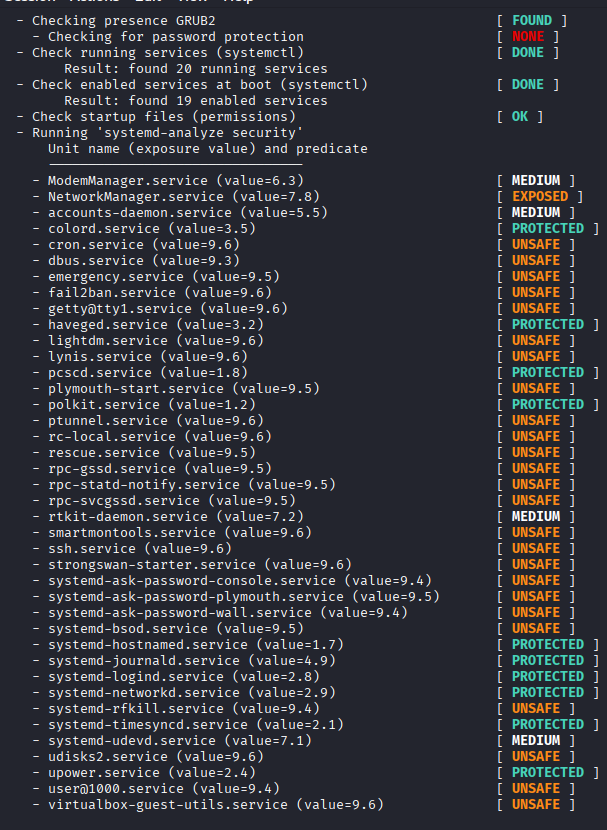 - Checking presence GRUB2 [ FOUND ]
- Checking for password protection [ NONE ]
- Check running services (systemctl) [ DONE ]
Result: found 20 running services
- Check enabled services at boot (systemctl) [ DONE ]
Result: found 19 enabled services
- Check startup files (permissions) [ OK ]
- Running 'systemd-analyze security'
Unit name (exposure value) and predicate
--------------------------------
- ModemManager.service (value=6.3) [ MEDIUM ]
- NetworkManager.service (value=7.8) [ EXPOSED ]
- accounts-daemon.service (value=5.5) [ MEDIUM ]
- colord.service (value=3.5) [ PROTECTED ]
- cron.service (value=9.6) [ UNSAFE ]
- dbus.service (value=9.3) [ UNSAFE ]
- emergency.service (value=9.5) [ UNSAFE ]
- fail2ban.service (value=9.6) [ UNSAFE ]
- getty@tty1.service (value=9.6) [ UNSAFE ]
- haveged.service (value=3.2) [ PROTECTED ]
- lightdm.service (value=9.6) [ UNSAFE ]
- lynis.service (value=9.6) [ UNSAFE ]
- pcscd.service (value=1.8) [ PROTECTED ]
- plymouth-start.service (value=9.5) [ UNSAFE ]
- polkit.service (value=1.2) [ PROTECTED ]
- ptunnel.service (value=9.6) [ UNSAFE ]
- rc-local.service (value=9.6) [ UNSAFE ]
- rescue.service (value=9.5) [ UNSAFE ]
- rpc-gssd.service (value=9.5) [ UNSAFE ]
- rpc-statd-notify.service (value=9.5) [ UNSAFE ]
- rpc-svcgssd.service (value=9.5) [ UNSAFE ]
- rtkit-daemon.service (value=7.2) [ MEDIUM ]
- smartmontools.service (value=9.6) [ UNSAFE ]
- ssh.service (value=9.6) [ UNSAFE ]
- strongswan-starter.service (value=9.6) [ UNSAFE ]
- systemd-ask-password-console.service (value=9.4) [ UNSAFE ]
- systemd-ask-password-plymouth.service (value=9.5) [ UNSAFE ]
- systemd-ask-password-wall.service (value=9.4) [ UNSAFE ]
- systemd-bsod.service (value=9.5) [ UNSAFE ]
- systemd-hostnamed.service (value=1.7) [ PROTECTED ]
- systemd-journald.service (value=4.9) [ PROTECTED ]
- systemd-logind.service (value=2.8) [ PROTECTED ]
- systemd-networkd.service (value=2.9) [ PROTECTED ]
- systemd-rfkill.service (value=9.4) [ UNSAFE ]
- systemd-timesyncd.service (value=2.1) [ PROTECTED ]
- systemd-udevd.service (value=7.1) [ MEDIUM ]
- udisks2.service (value=9.6) [ UNSAFE ]
- upower.service (value=2.4) [ PROTECTED ]
- user@1000.service (value=9.4) [ UNSAFE ]
- virtualbox-guest-utils.service (value=9.6) [ UNSAFE ]